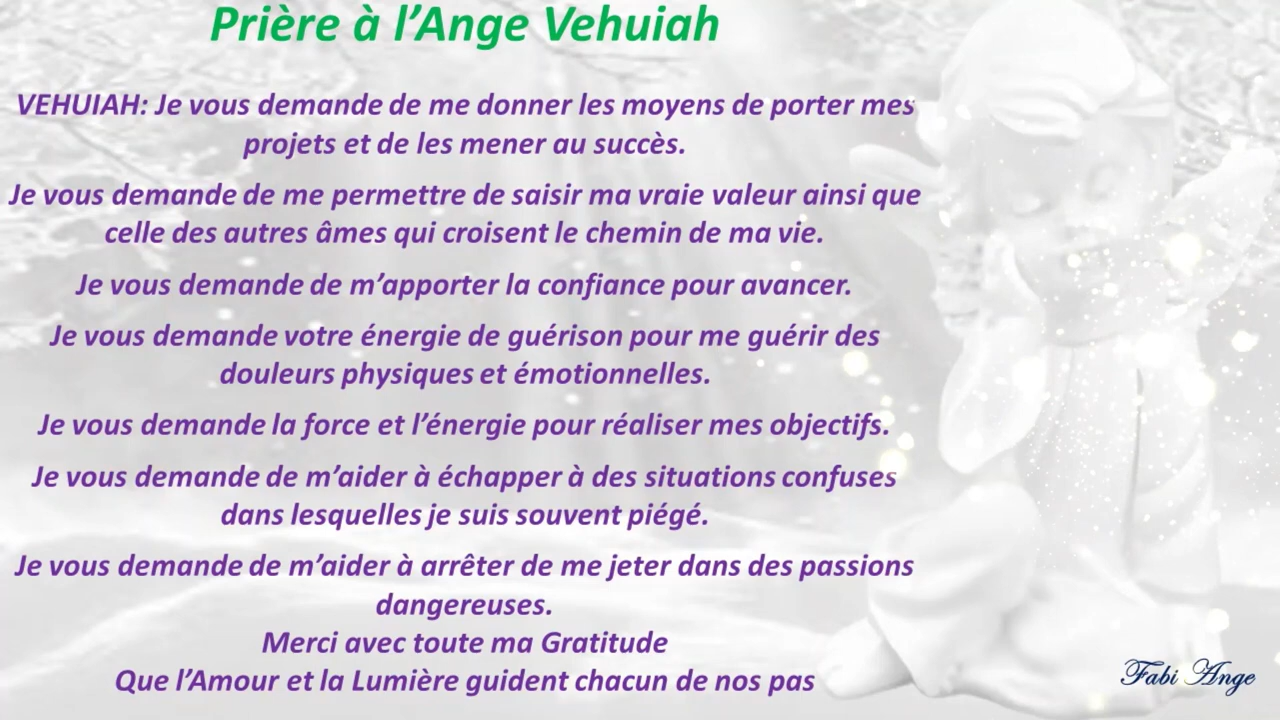 Prière à l’Ange Vehuiah
VEHUIAH: Je vous demande de me donner les moyens de porter mes
projets et de les mener au succès.
Je vous demande de me permettre de saisir ma vraie valeur ainsi que
celle des autres âmes qui croisent le chemin de ma vie.
Je vous demande de m’apporter la confiance pour avancer.
Je vous demande votre énergie de guérison pour me guérir des
douleurs physiques et émotionnelles.
Je vous demande la force et l’énergie pour réaliser mes objectifs.
Je vous demande de m’aider à échapper à des situations confuses
dans lesquelles je suis souvent piégé.
Je vous demande de m’aider à arrêter de me jeter dans des passions
dangereuses.
Merci avec toute ma Gratitude
Que l’Amour et la Lumière guident chacun de nos pas
Fabi Ange